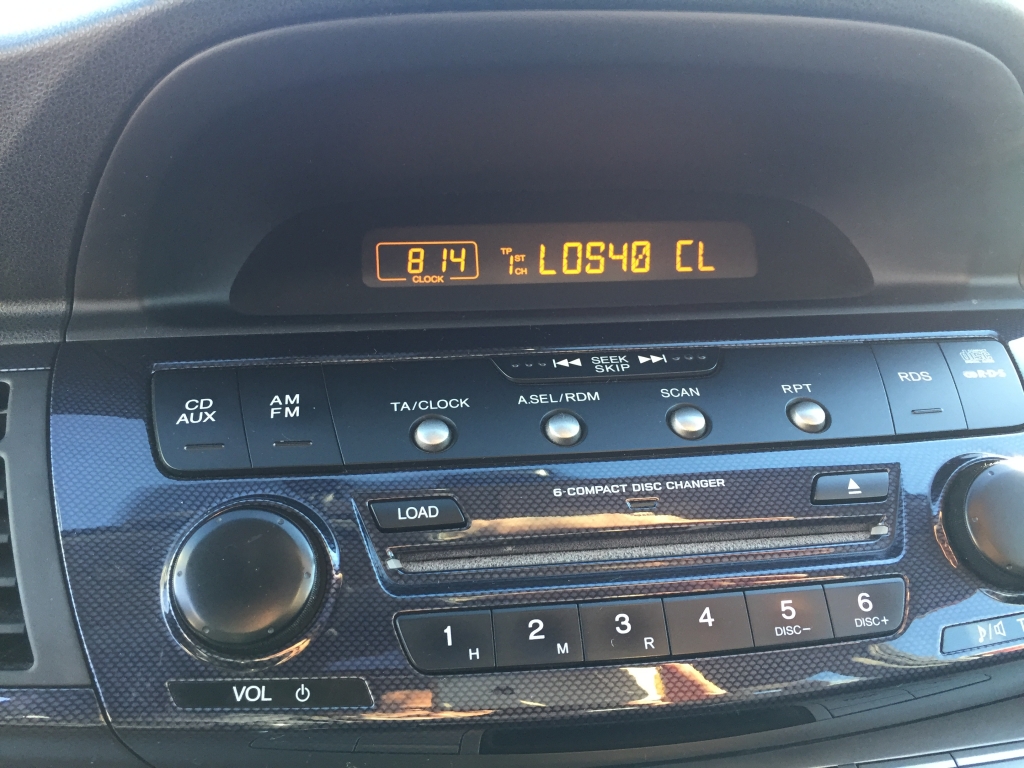 8 14
CLOCK
TP
1ST
CH
LOS40 CL
SEEK
SKIP
CD
AUX
AM
FM
TA/CLOCK
A.SEL/RDM
SCAN
RPT
RDS
6-COMPACT DISC CHANGER
LOAD
1 H
2 M
3 R
4
5
DISC-
6
DISC+
VOL